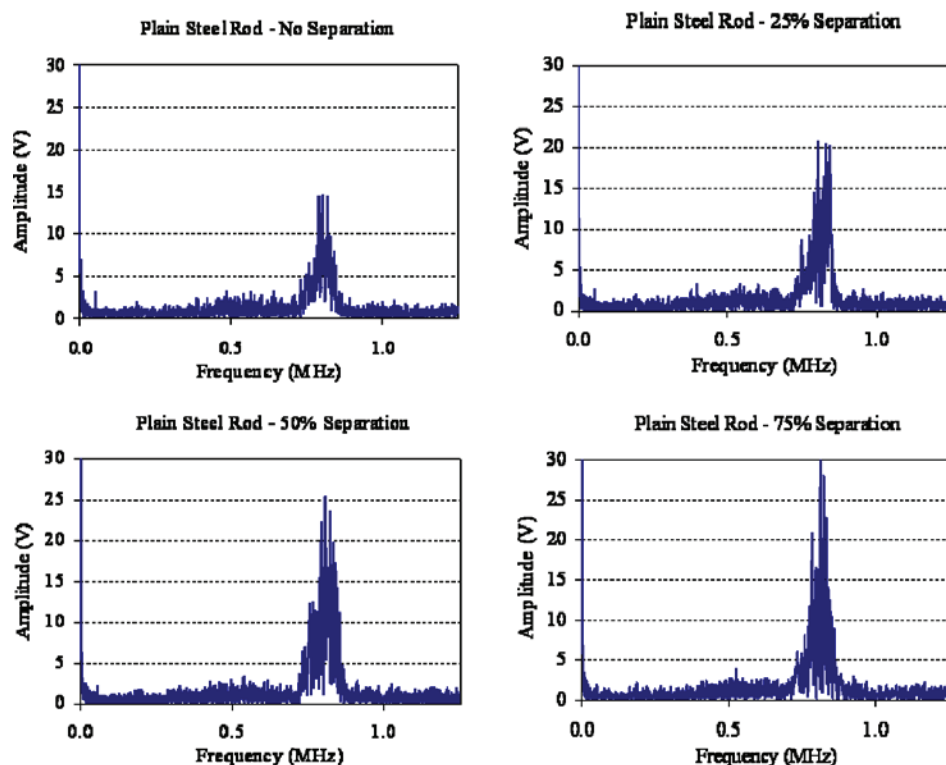 Plain Steel Rod - No Separation
30
25
20
15
10
5
0
Amplitude (V)
0.0 0.5 1.0
Frequency (MHz)
Plain Steel Rod - 25% Separation
30
25
20
15
10
5
0
Amplitude (V)
0.0 0.5 1.0
Frequency (MHz)
Plain Steel Rod - 50% Separation
30
25
20
15
10
5
0
Amplitude (V)
0.0 0.5 1.0
Frequency (MHz)
Plain Steel Rod - 75% Separation
30
25
20
15
10
5
0
Amplitude (V)
0.0 0.5 1.0
Frequency (MHz)